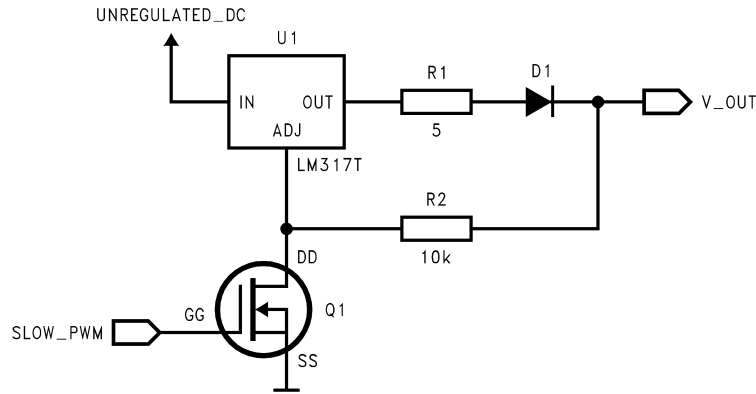 UNREGULATED_DC
U1
R1
D1
IN
OUT
V_OUT
ADJ
5
LM317T
R2
DD
10k
GG
Q1
SLOW_PWM
SS